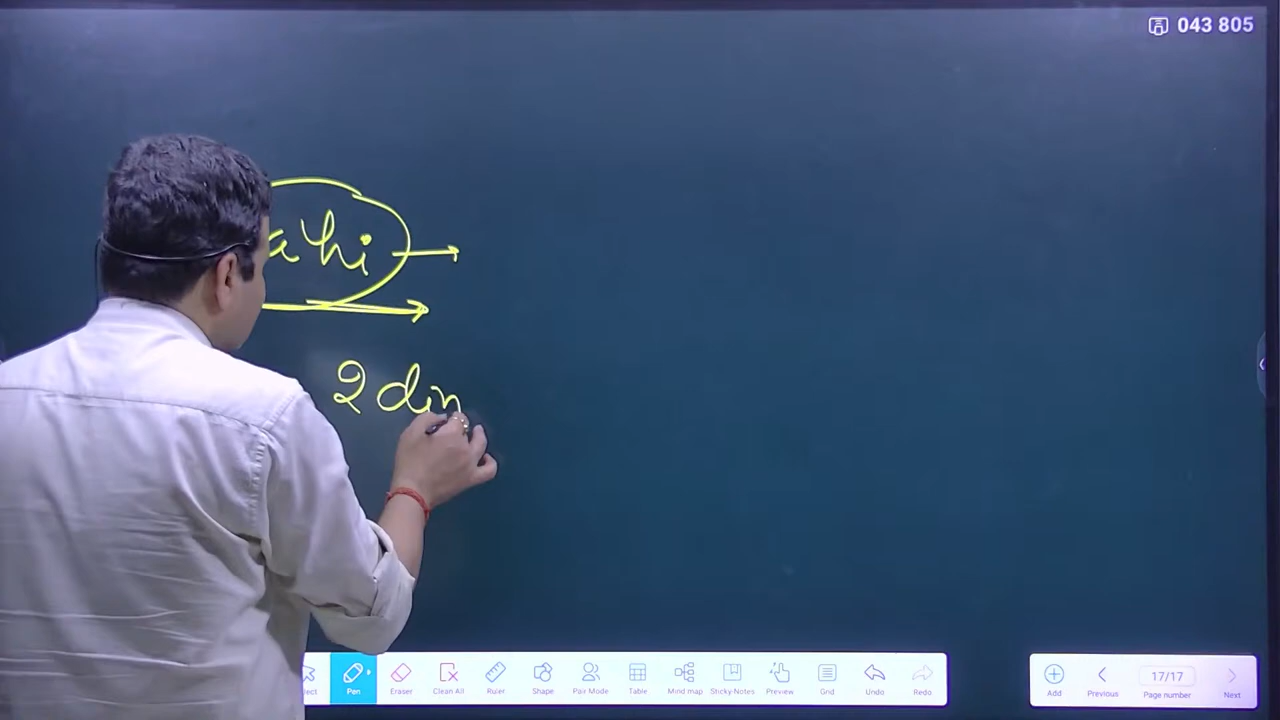 043 805
ahi
2 din
Pen
Eraser
Clean All
Ruler
Shape
Pair Mode
Table
Mind map
Sticky-Notes
Preview
Grid
Undo
Redo
Add
Previous
17/17
Page number
Next